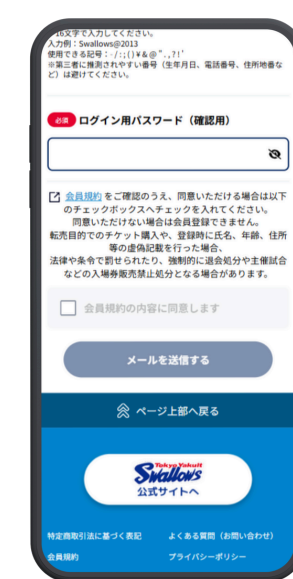 16文字で入力してください。
入力例：Swallows@2013
使用できる記号：-/:;()¥&@".,?!'
※第三者に推測されやすい番号（生年月日、電話番号、住所地番な
ど）は避けてください。
必須 ログイン用パスワード（確認用）
会員規約 をご確認のうえ、同意いただける場合は以下
のチェックボックスへチェックを入れてください。
同意いただけない場合は会員登録できません。
転売目的でのチケット購入や、登録時に氏名、年齢、住所
等の虚偽記載を行った場合、
法律や条令で罰せられたり、強制的に退会処分や主催試合
などの入場券販売禁止処分となる場合があります。
会員規約の内容に同意します
メールを送信する
ページ上部へ戻る
Tokyo Yakult
Swallows
公式サイトへ
特定商取引法に基づく表記 よくある質問（お問い合わせ）
会員規約 プライバシーポリシー